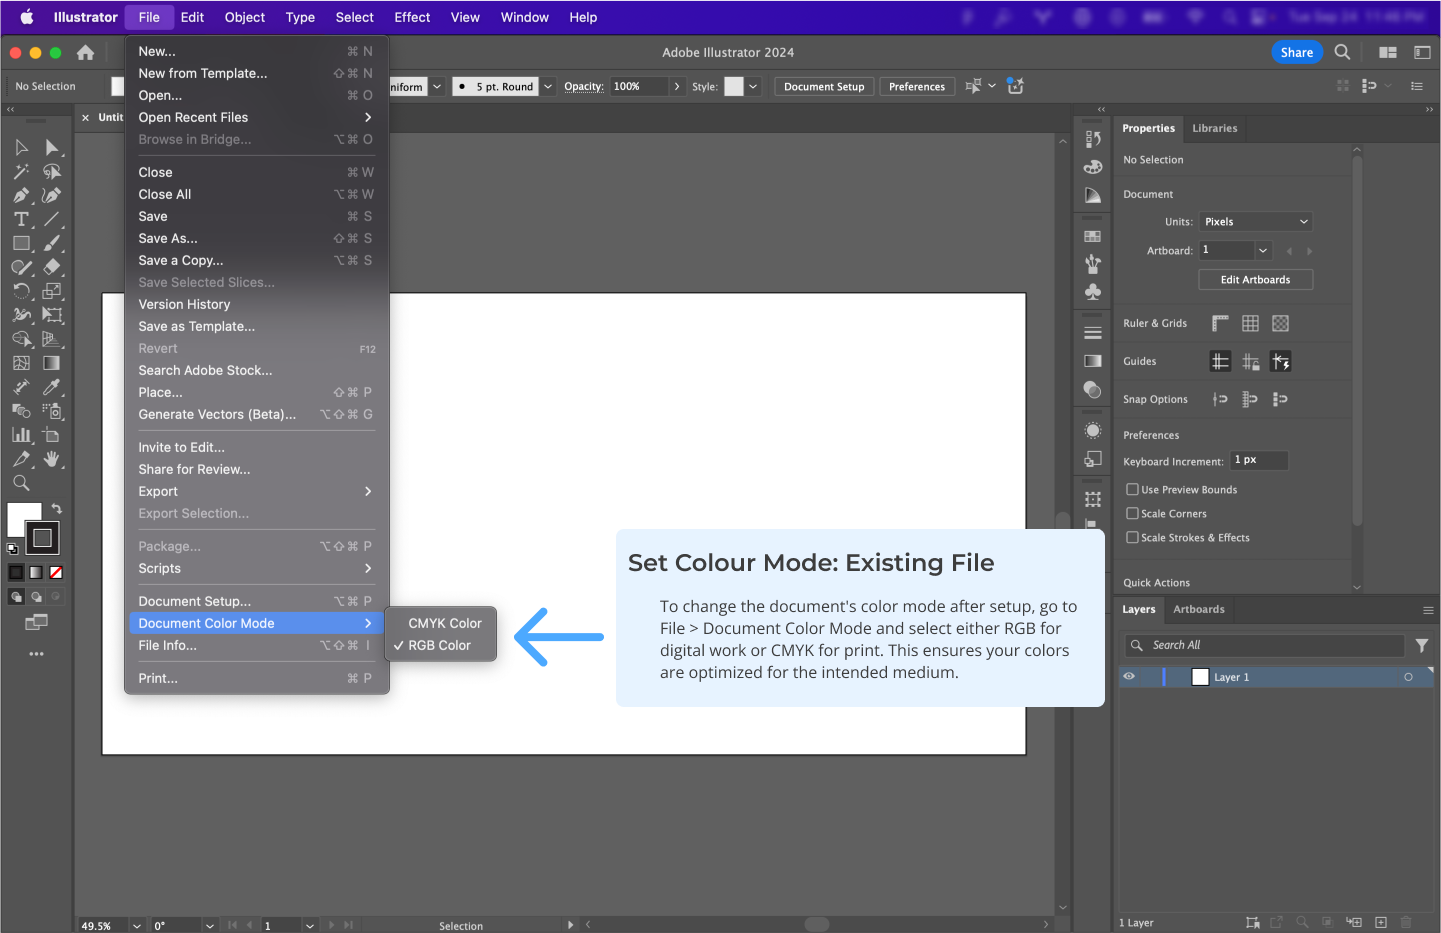 Illustrator File Edit Object Type Select Effect View Window Help
Adobe Illustrator 2024
Share
No Selection
niform
5 pt. Round
Opacity: 100%
Style:
Document Setup
Preferences
× Untit
New... ⌘ N
New from Template... ⇧⌘ N
Open... ⌘ O
Open Recent Files
Browse in Bridge... ⌥⌘ O
Close ⌘ W
Close All ⌥⌘ W
Save ⌘ S
Save As... ⇧⌘ S
Save a Copy... ⌥⌘ S
Save Selected Slices...
Version History
Save as Template...
Revert F12
Search Adobe Stock...
Place... ⇧⌘ P
Generate Vectors (Beta)... ⌥⇧⌘ G
Invite to Edit...
Share for Review...
Export
Export Selection...
Package... ⌥⇧⌘ P
Scripts
Document Setup... ⌥⌘ P
Document Color Mode
File Info... ⌥⇧⌘ I
Print... ⌘ P
CMYK Color
✓ RGB Color
Set Colour Mode: Existing File
To change the document's color mode after setup, go to
File > Document Color Mode and select either RGB for
digital work or CMYK for print. This ensures your colors
are optimized for the intended medium.
Properties Libraries
No Selection
Document
Units: Pixels
Artboard: 1
Edit Artboards
Ruler & Grids
Guides
Snap Options
Preferences
Keyboard Increment: 1 px
Use Preview Bounds
Scale Corners
Scale Strokes & Effects
Quick Actions
Layers Artboards
Search All
Layer 1
1 Layer
49.5% 0° 1 Selection